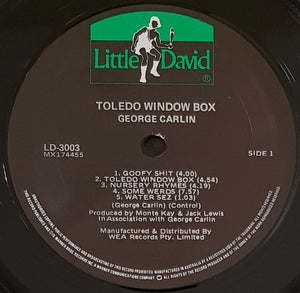 Little David
®
TOLEDO WINDOW BOX
GEORGE CARLIN
LD-3003
MX174455
SIDE 1
1. GOOFY SHIT (4.00)
2. TOLEDO WINDOW BOX (4.54)
3. NURSERY RHYMES (4.19)
4. SOME WERDS (7.57)
5. WATER SEZ (1.03)
(George Carlin) (Control)
Produced by Monte Kay & Jack Lewis
In Association with George Carlin
Manufactured & Distributed by
WEA Records Pty. Limited